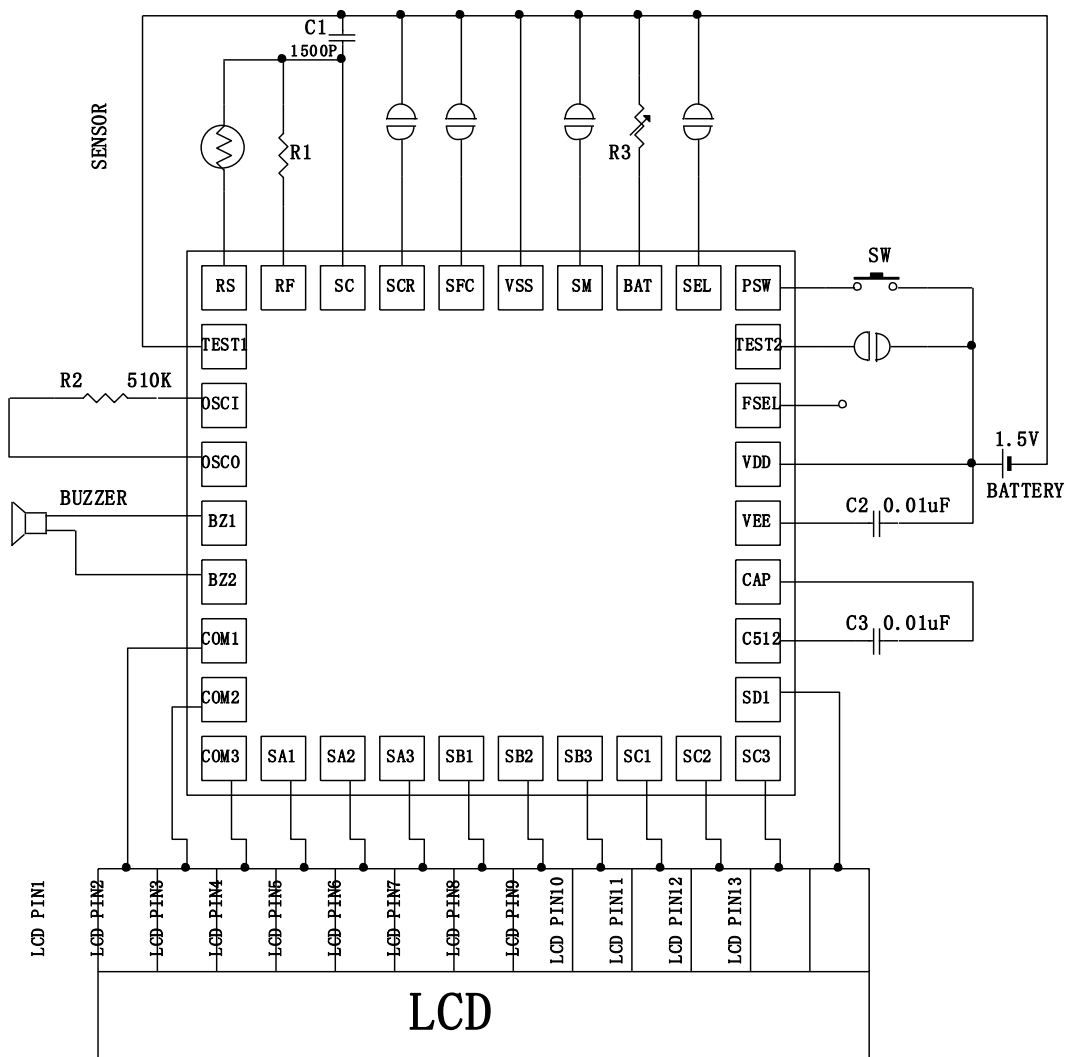 C1
1500P
SENSOR
R1
R3
SW
RS RF SC SCR SFC VSS SM BAT SEL PSW
TEST1
TEST2
R2 510K
OSCI
FSEL
1.5V
OSCO
VDD
BATTERY
BUZZER
BZ1
VEE
C2 0.01uF
BZ2
CAP
COM1
C512
C3 0.01uF
COM2
SD1
COM3 SA1 SA2 SA3 SB1 SB2 SB3 SC1 SC2 SC3
LCD PIN1
LCD PIN2
LCD PIN3
LCD PIN4
LCD PIN5
LCD PIN6
LCD PIN7
LCD PIN8
LCD PIN9
LCD PIN10
LCD PIN11
LCD PIN12
LCD PIN13
LCD